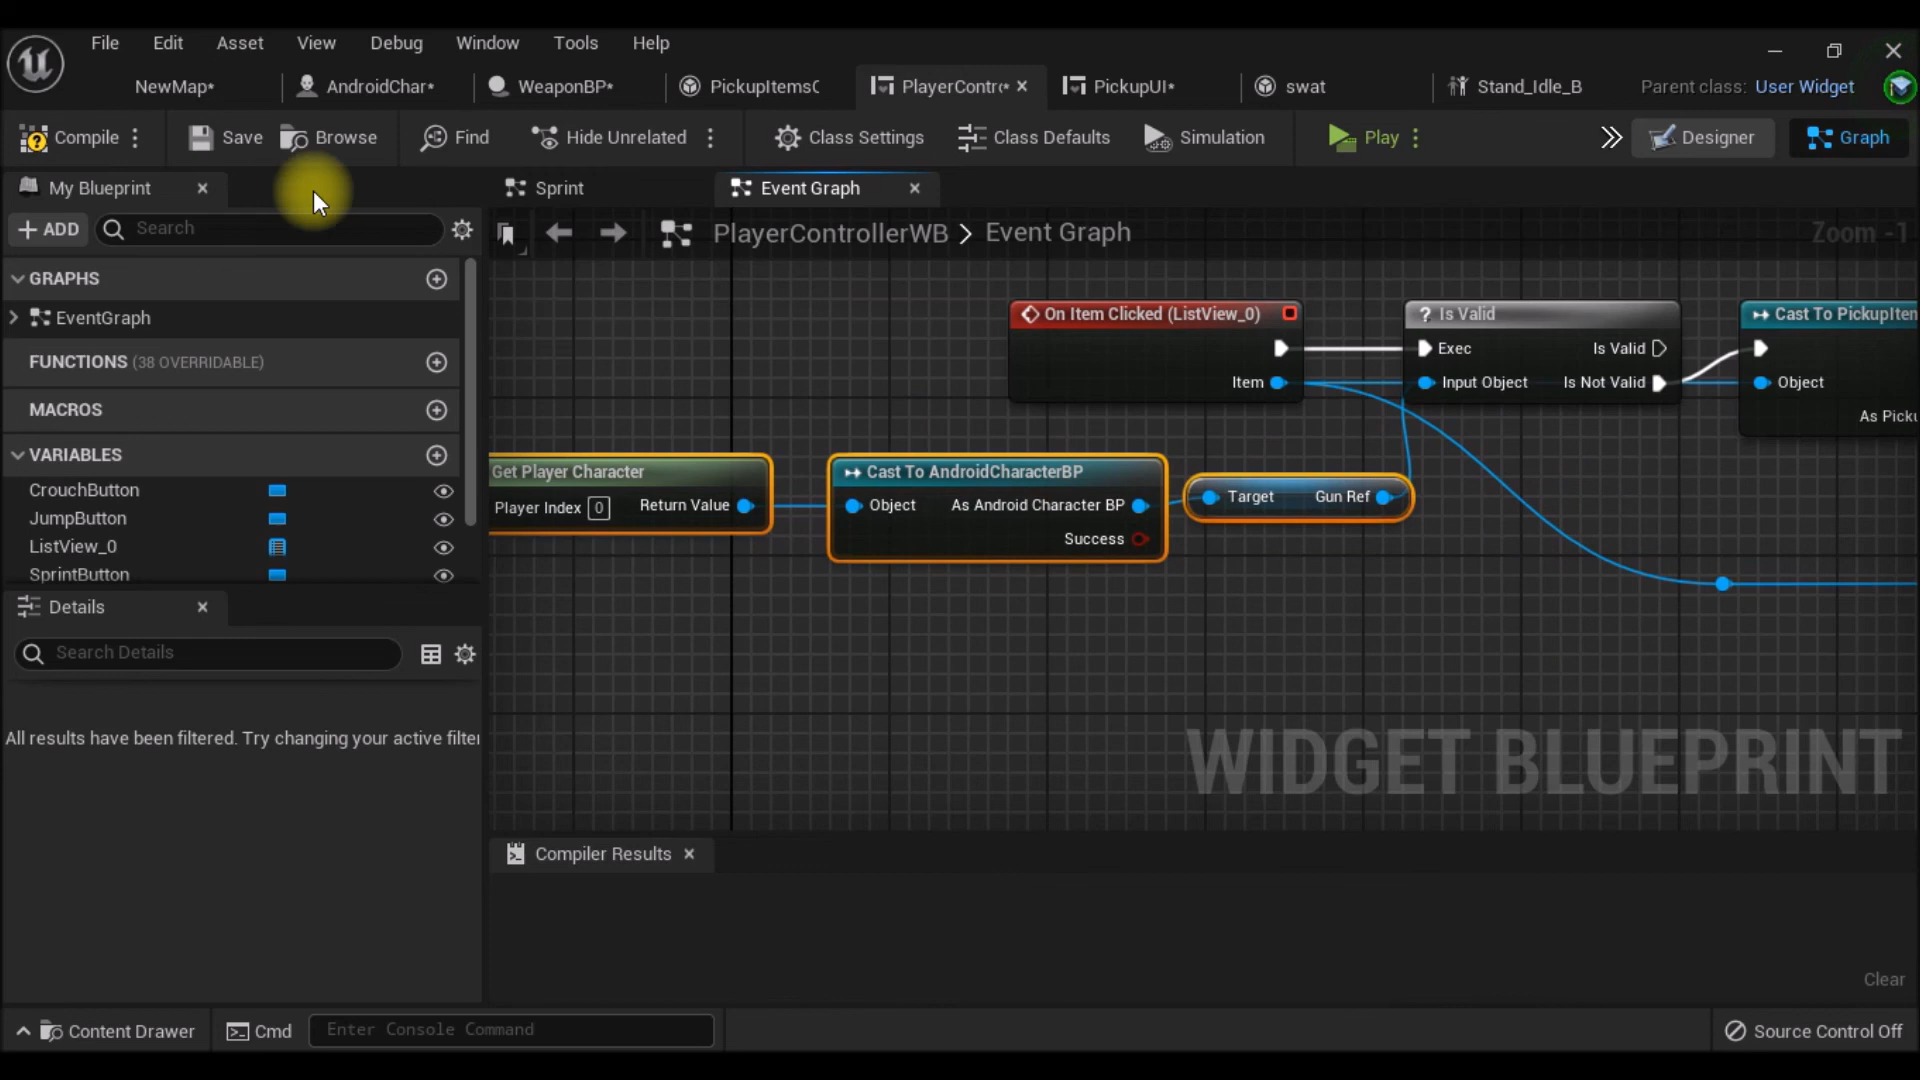 File Edit Asset View Debug Window Tools Help
NewMap* AndroidChar* WeaponBP* PickupItemsC PlayerContr* PickupUI* swat Stand_Idle_B Parent class: User Widget
Compile Save Browse Find Hide Unrelated Class Settings Class Defaults Simulation Play Designer Graph
My Blueprint Sprint Event Graph
+ ADD Search PlayerControllerWB > Event Graph Zoom -1
GRAPHS
EventGraph
FUNCTIONS (38 OVERRIDABLE)
MACROS
VARIABLES
CrouchButton
JumpButton
ListView_0
SprintButton
On Item Clicked (ListView_0)
Item
? Is Valid
Exec Is Valid
Input Object Is Not Valid
Cast To PickupItem
Object
As Picku
Get Player Character
Player Index 0 Return Value
Cast To AndroidCharacterBP
Object As Android Character BP
Success
Target Gun Ref
Details
Search Details
All results have been filtered. Try changing your active filter
WIDGET BLUEPRINT
Compiler Results
Clear
Content Drawer Cmd Enter Console Command Source Control Off